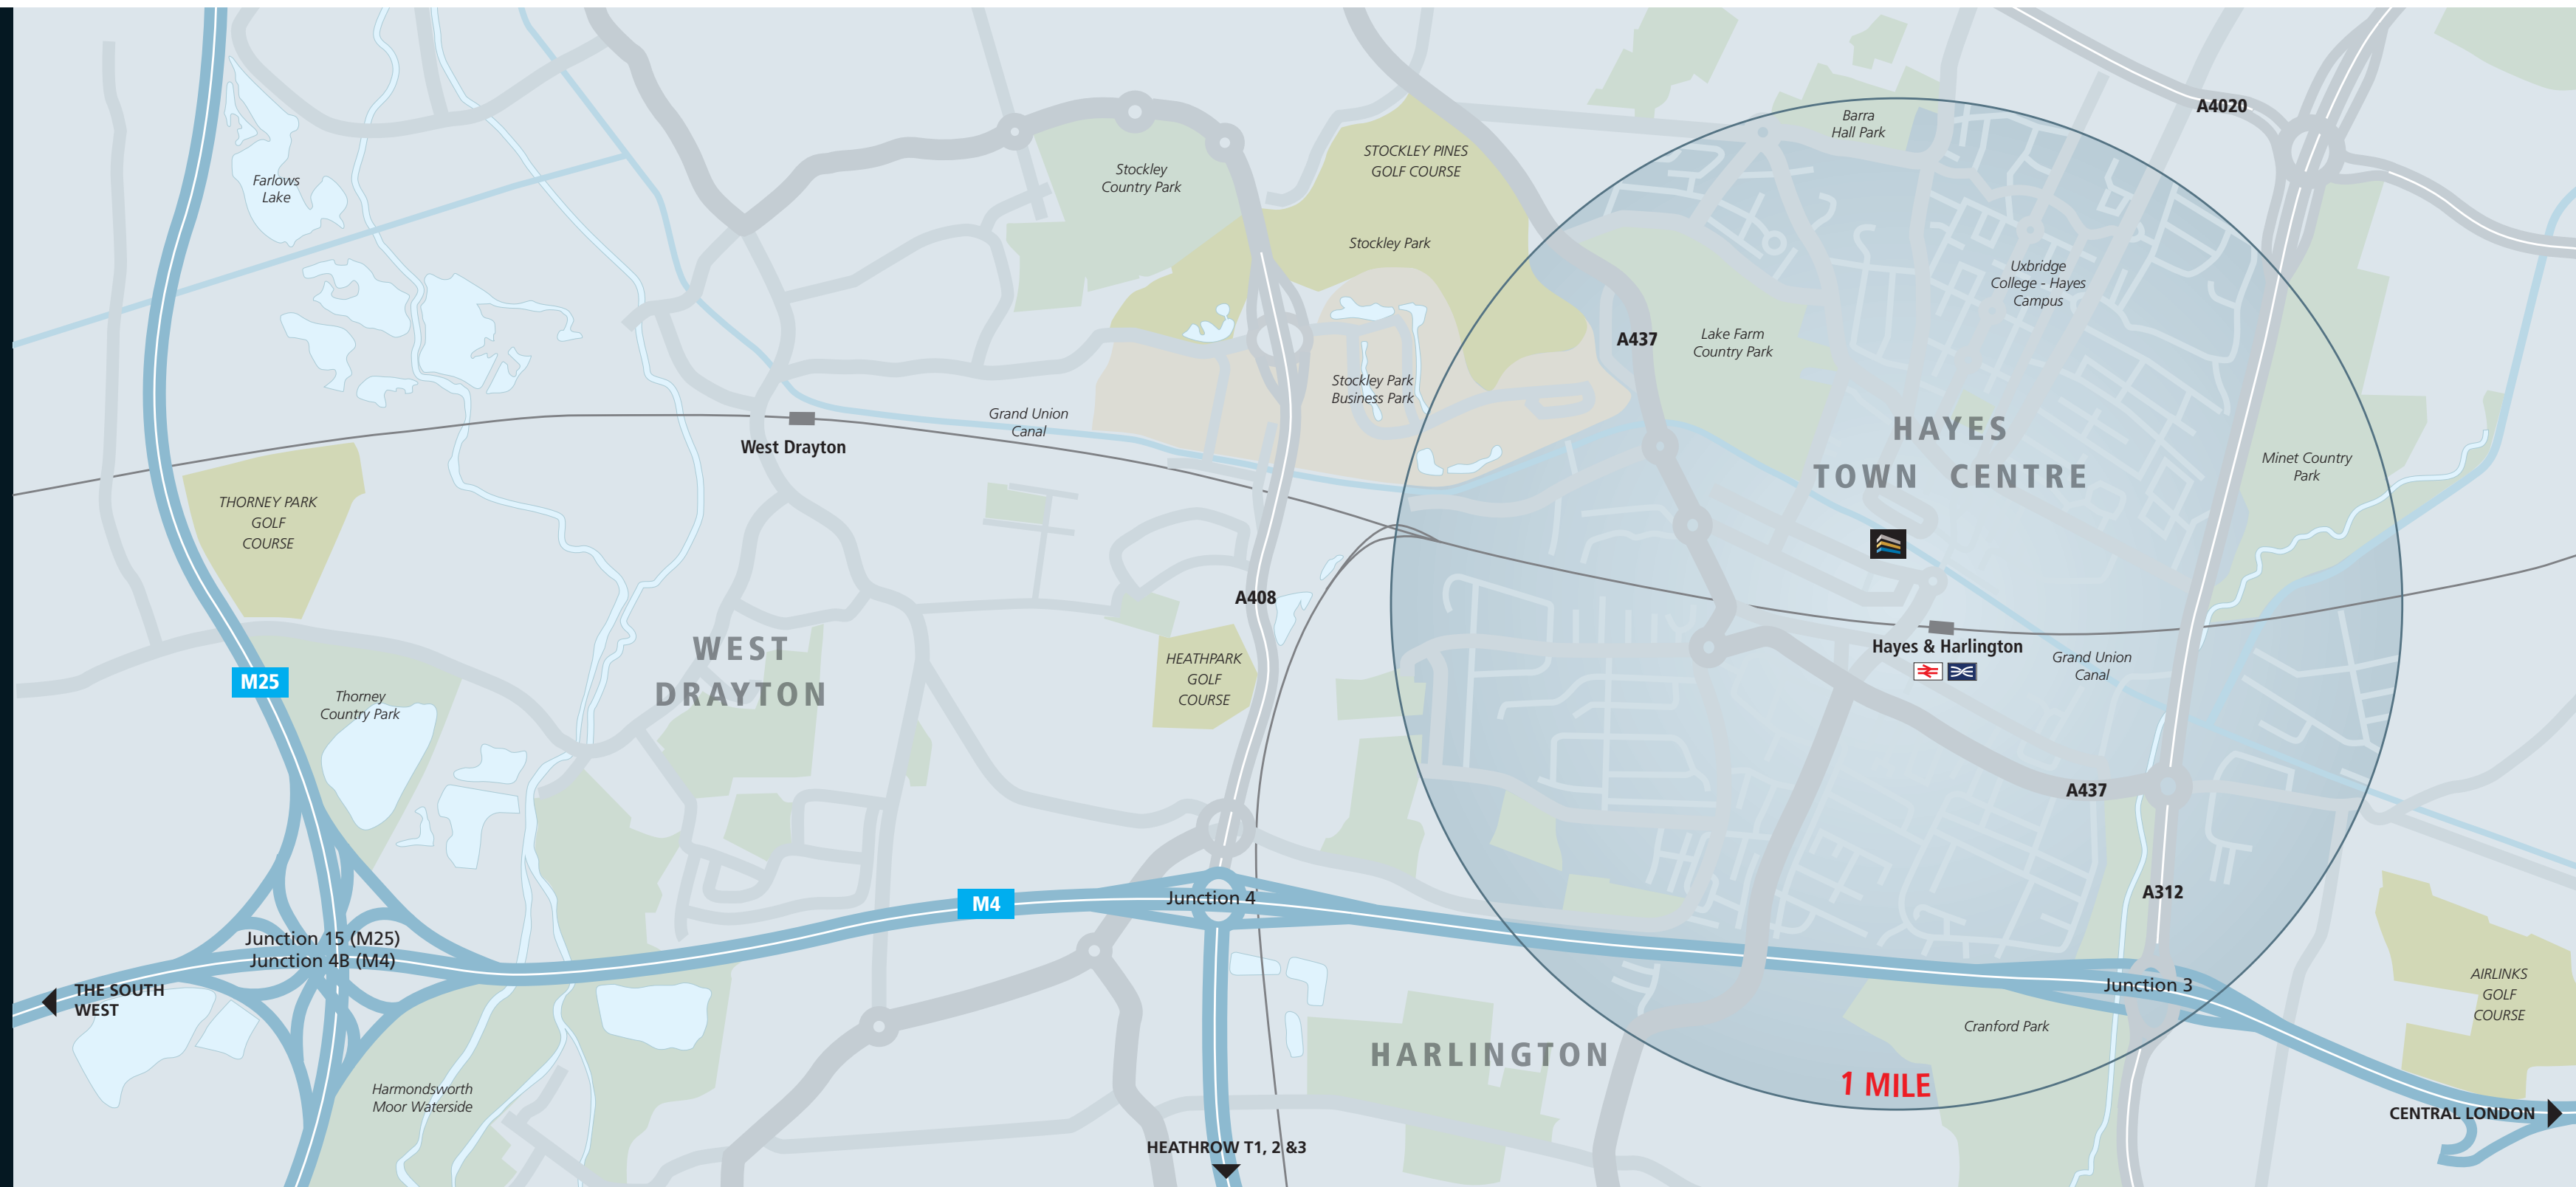 A4020
Barra
Hall Park
STOCKLEY PINES
GOLF COURSE
Stockley
Country Park
Farlows
Lake
Stockley Park
Uxbridge
College - Hayes
Campus
A437
Lake Farm
Country Park
Stockley Park
Business Park
Grand Union
Canal
West Drayton
HAYES
TOWN CENTRE
Minet Country
Park
THORNEY PARK
GOLF
COURSE
A408
WEST
DRAYTON
HEATHPARK
GOLF
COURSE
Hayes & Harlington
Grand Union
Canal
M25
Thorney
Country Park
A437
A312
M4
Junction 4
Junction 15 (M25)
Junction 4B (M4)
THE SOUTH
WEST
Junction 3
AIRLINKS
GOLF
COURSE
Cranford Park
HARLINGTON
1 MILE
Harmondsworth
Moor Waterside
CENTRAL LONDON
HEATHROW T1, 2 &3